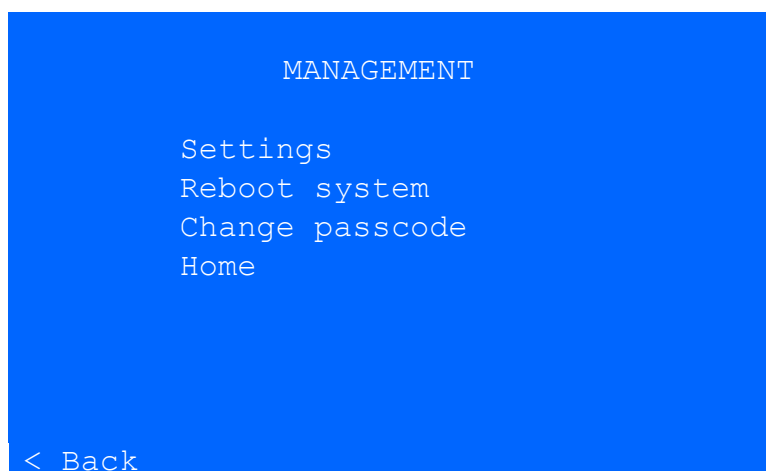 MANAGEMENT
Settings
Reboot system
Change passcode
Home
< Back